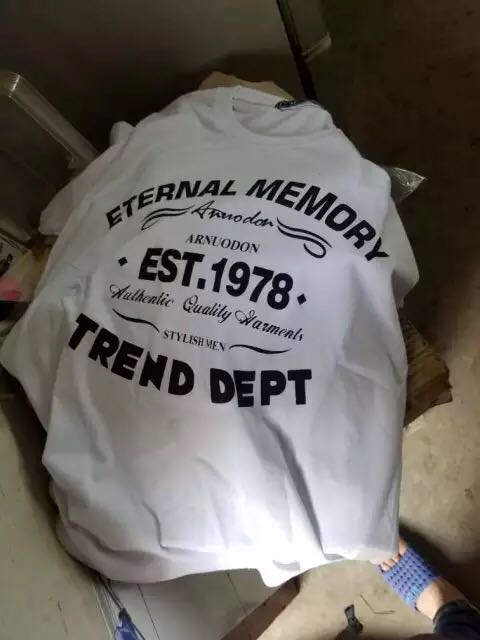 ETERNAL MEMORY
Arnuodon
ARNUODON
EST.1978
Authentic Quality Garments
STYLISH MEN
TREND DEPT